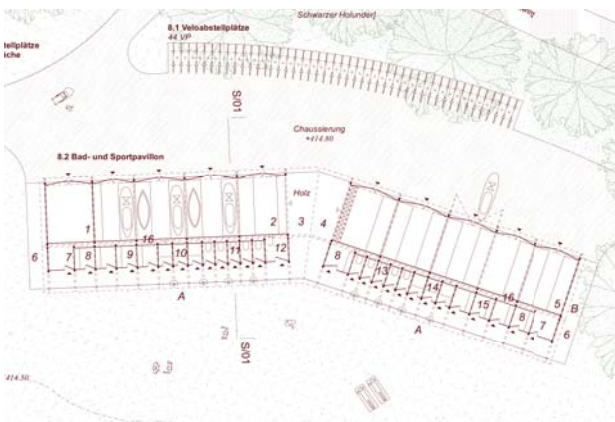 Schwarzer Holunder]
8.1 Veloabstellplätze
44 VP
tellplätze
iche
S/01
Chaussierung
+414.80
8.2 Bad- und Sportpavillon
Holz
1
2
3
4
16
6
7
8
9
10
11
12
8
13
14
15
16
8
7
5
B
6
A
A
S/01
414.50